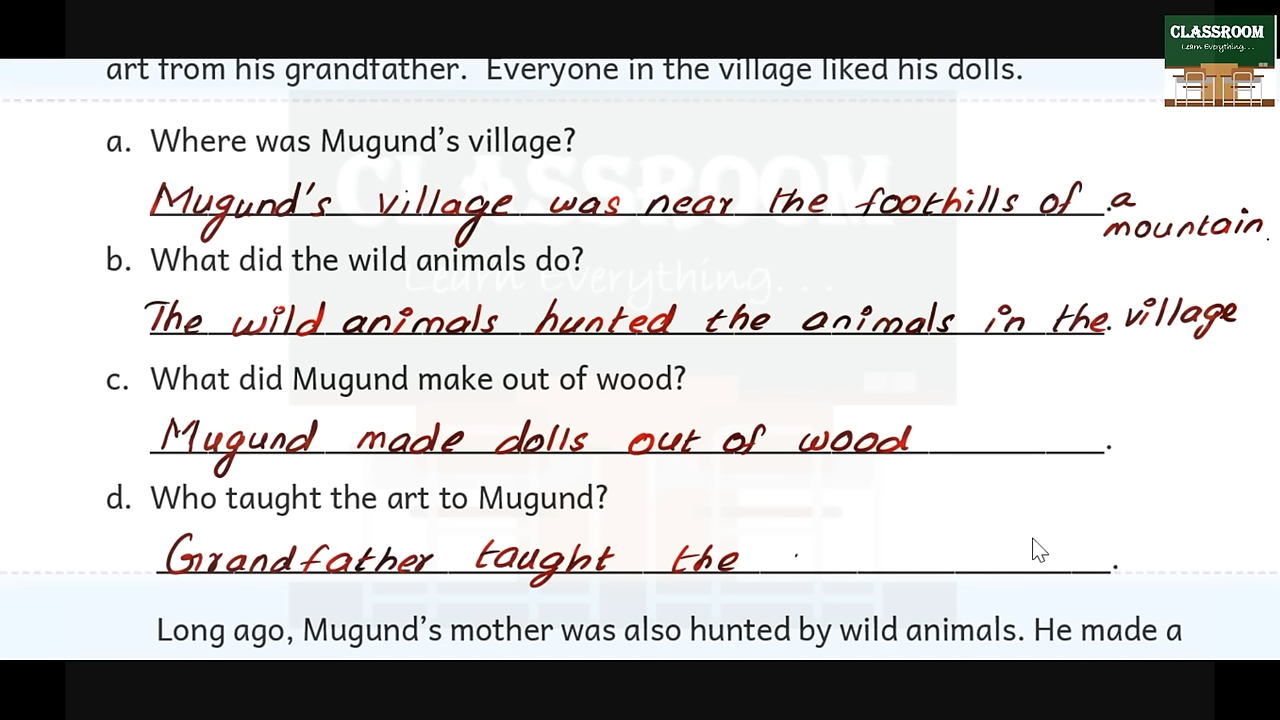 CLASSROOM
Learn Everything. . .
art from his grandfather. Everyone in the village liked his dolls.
a. Where was Mugund's village?
Mugund's village was near the foothills of a
mountain.
b. What did the wild animals do?
The wild animals hunted the animals in the. village
c. What did Mugund make out of wood?
Mugund made dolls out of wood .
d. Who taught the art to Mugund?
Grandfather taught the .
Long ago, Mugund's mother was also hunted by wild animals. He made a
CLASSROOM
Learn Everything. . .